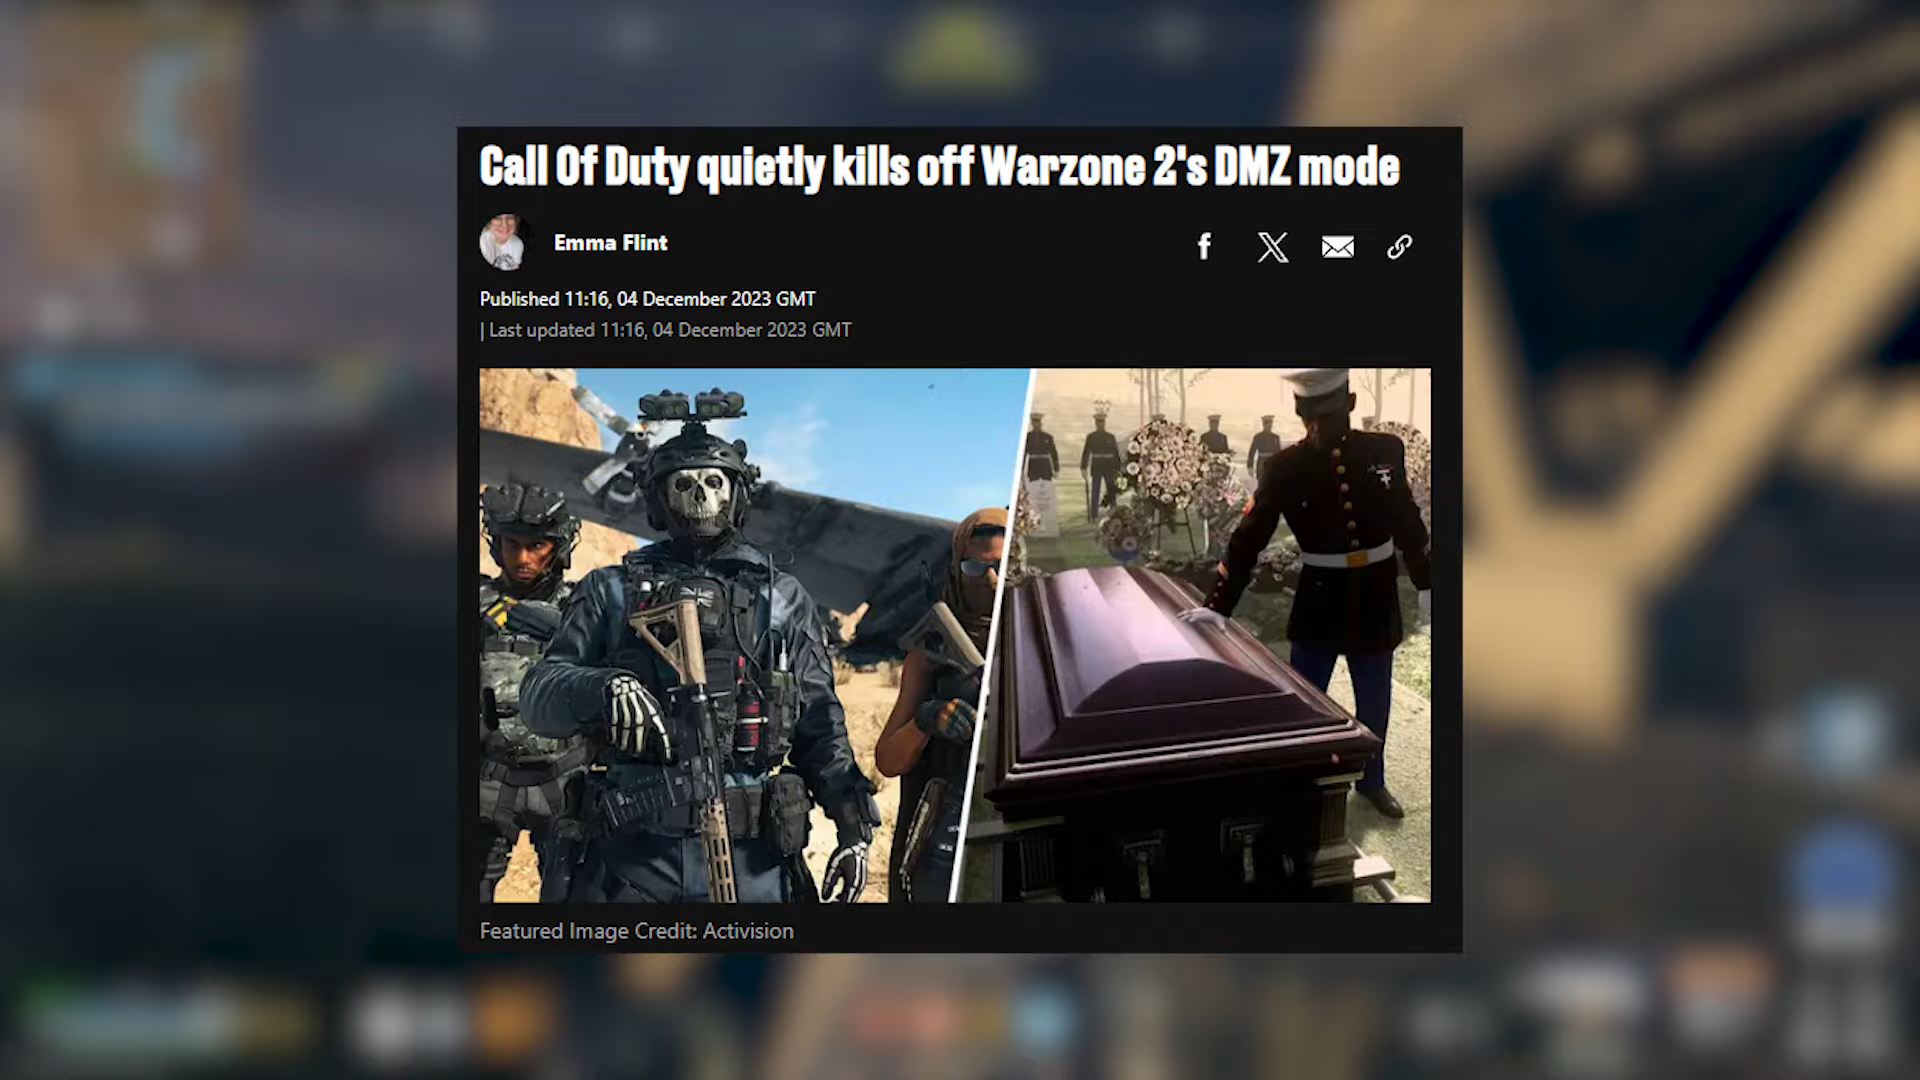 Call Of Duty quietly kills off Warzone 2's DMZ mode
Emma Flint
Published 11:16, 04 December 2023 GMT
| Last updated 11:16, 04 December 2023 GMT
Featured Image Credit: Activision